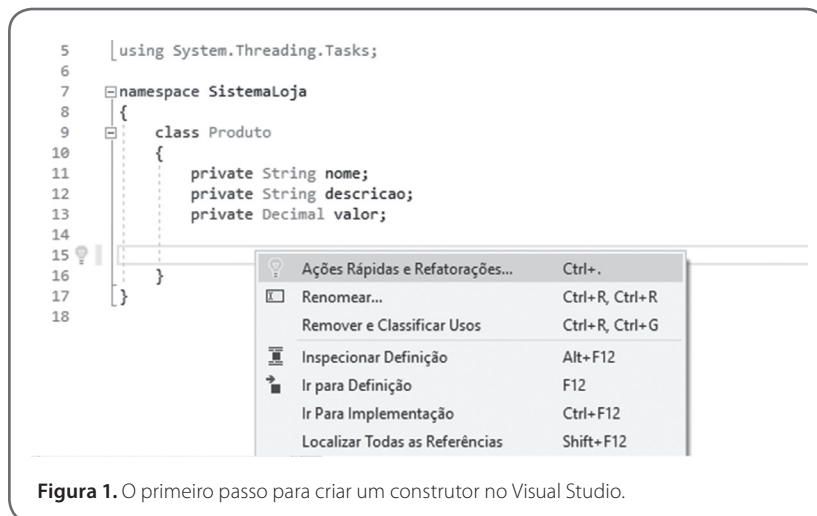 5 using System.Threading.Tasks;
6
7 namespace SistemaLoja
8 {
9 class Produto
10 {
11 private String nome;
12 private String descricao;
13 private Decimal valor;
14
15
16 }
17 }
18
Ações Rápidas e Refatorações... Ctrl+.
Renomear... Ctrl+R, Ctrl+R
Remover e Classificar Usos Ctrl+R, Ctrl+G
Inspecionar Definição Alt+F12
Ir para Definição F12
Ir Para Implementação Ctrl+F12
Localizar Todas as Referências Shift+F12
Figura 1. O primeiro passo para criar um construtor no Visual Studio.